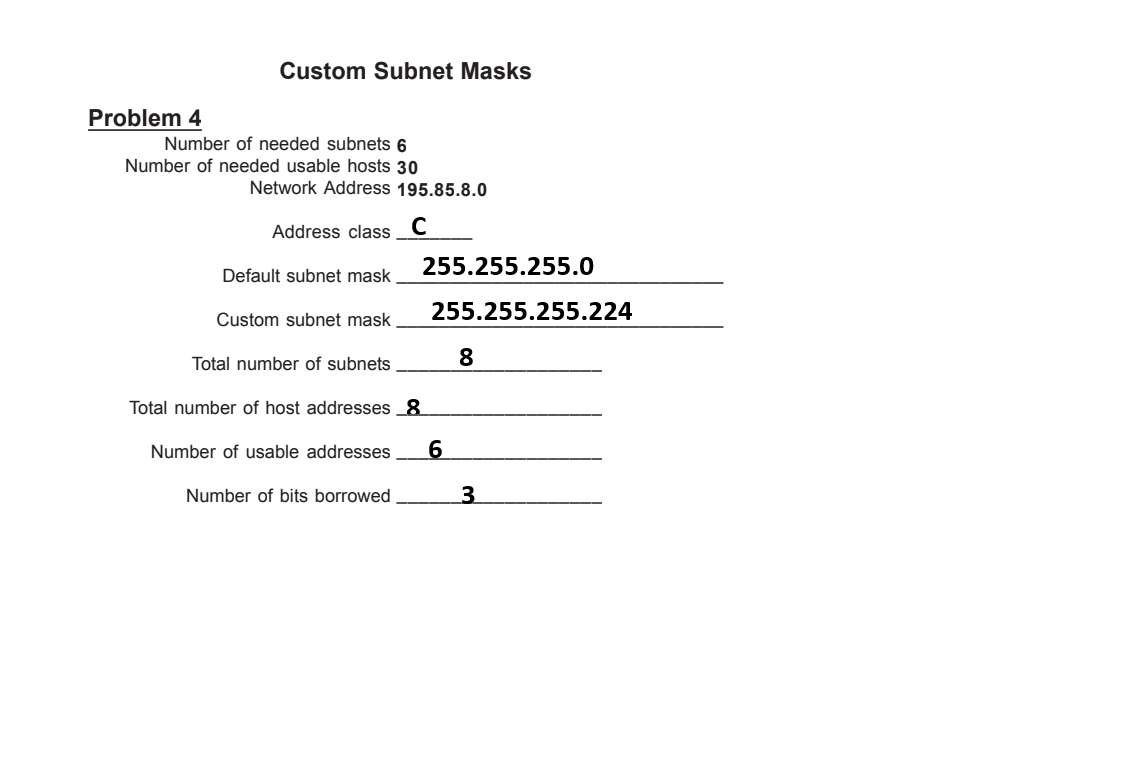 Custom Subnet Masks
Problem 4
Number of needed subnets 6
Number of needed usable hosts 30
Network Address 195.85.8.0
Address class _______ C
Default subnet mask 255.255.255.0
Custom subnet mask 255.255.255.224
Total number of subnets 8
Total number of host addresses 8
Number of usable addresses 6
Number of bits borrowed 3